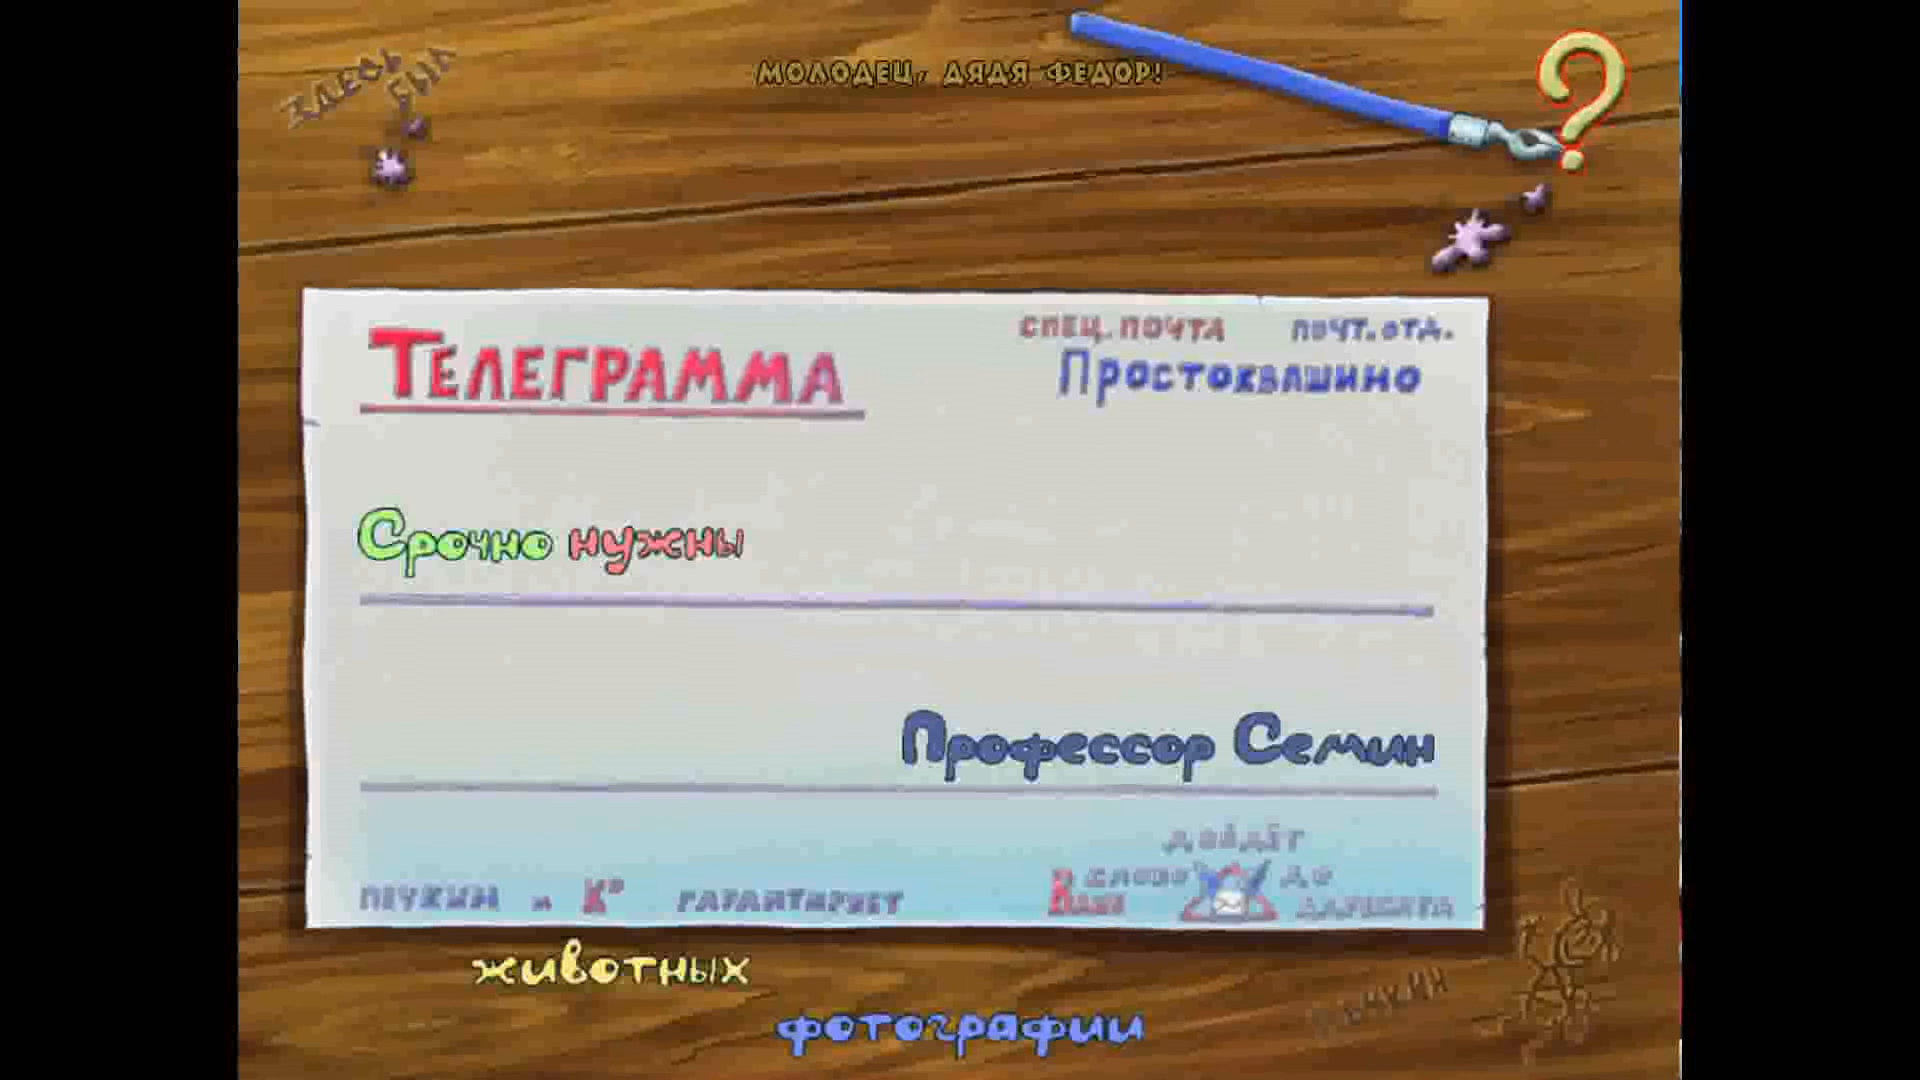 ЗДЕСЬ
БЫЛ
МОЛОДЕЦ, ДЯДЯ ФЕДОР!
?
ТЕЛЕГРАММА
СПЕЦ. ПОЧТА ПОЧТ. ОТД.
Простоквашино
Срочно нужны
Профессор Семин
ДОЙДЁТ
СЛОВО ДО
ВАШЕ АДРЕСАТА
ПЕЧКИН И К° ГАРАНТИРУЕТ
животных
фотографии